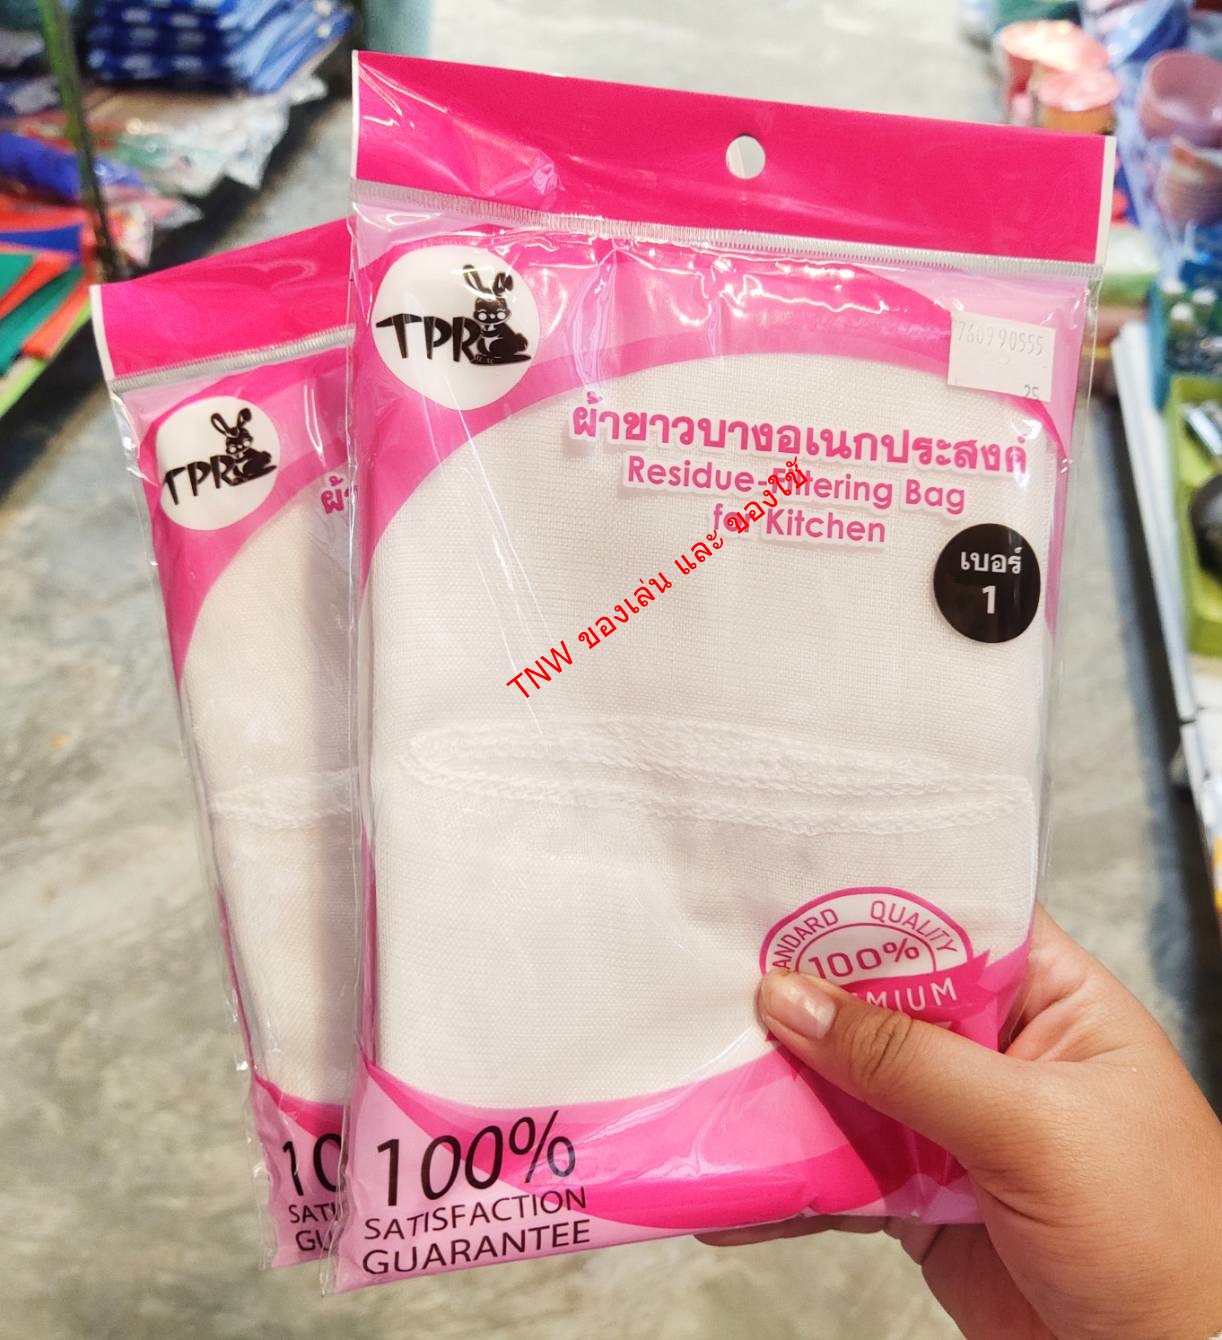 TPR
7760990555
25
ผ้าขาวบางอเนกประสงค์
Residue-Filtering Bag
for Kitchen
เบอร์
1
TNW ของเล่น และ ของใช้
QUALITY
100%
100%
SATISFACTION
GUARANTEE
TPR